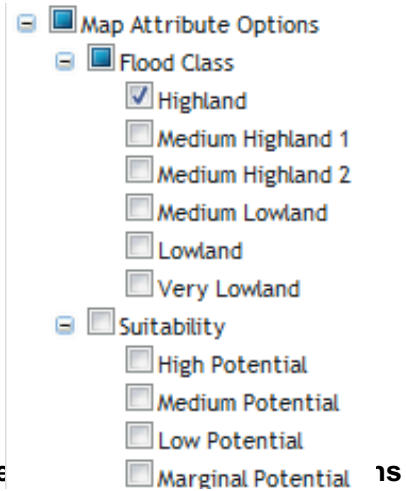 Map Attribute Options
Flood Class
Highland
Medium Highland 1
Medium Highland 2
Medium Lowland
Lowland
Very Lowland
Suitability
High Potential
Medium Potential
Low Potential
Marginal Potential